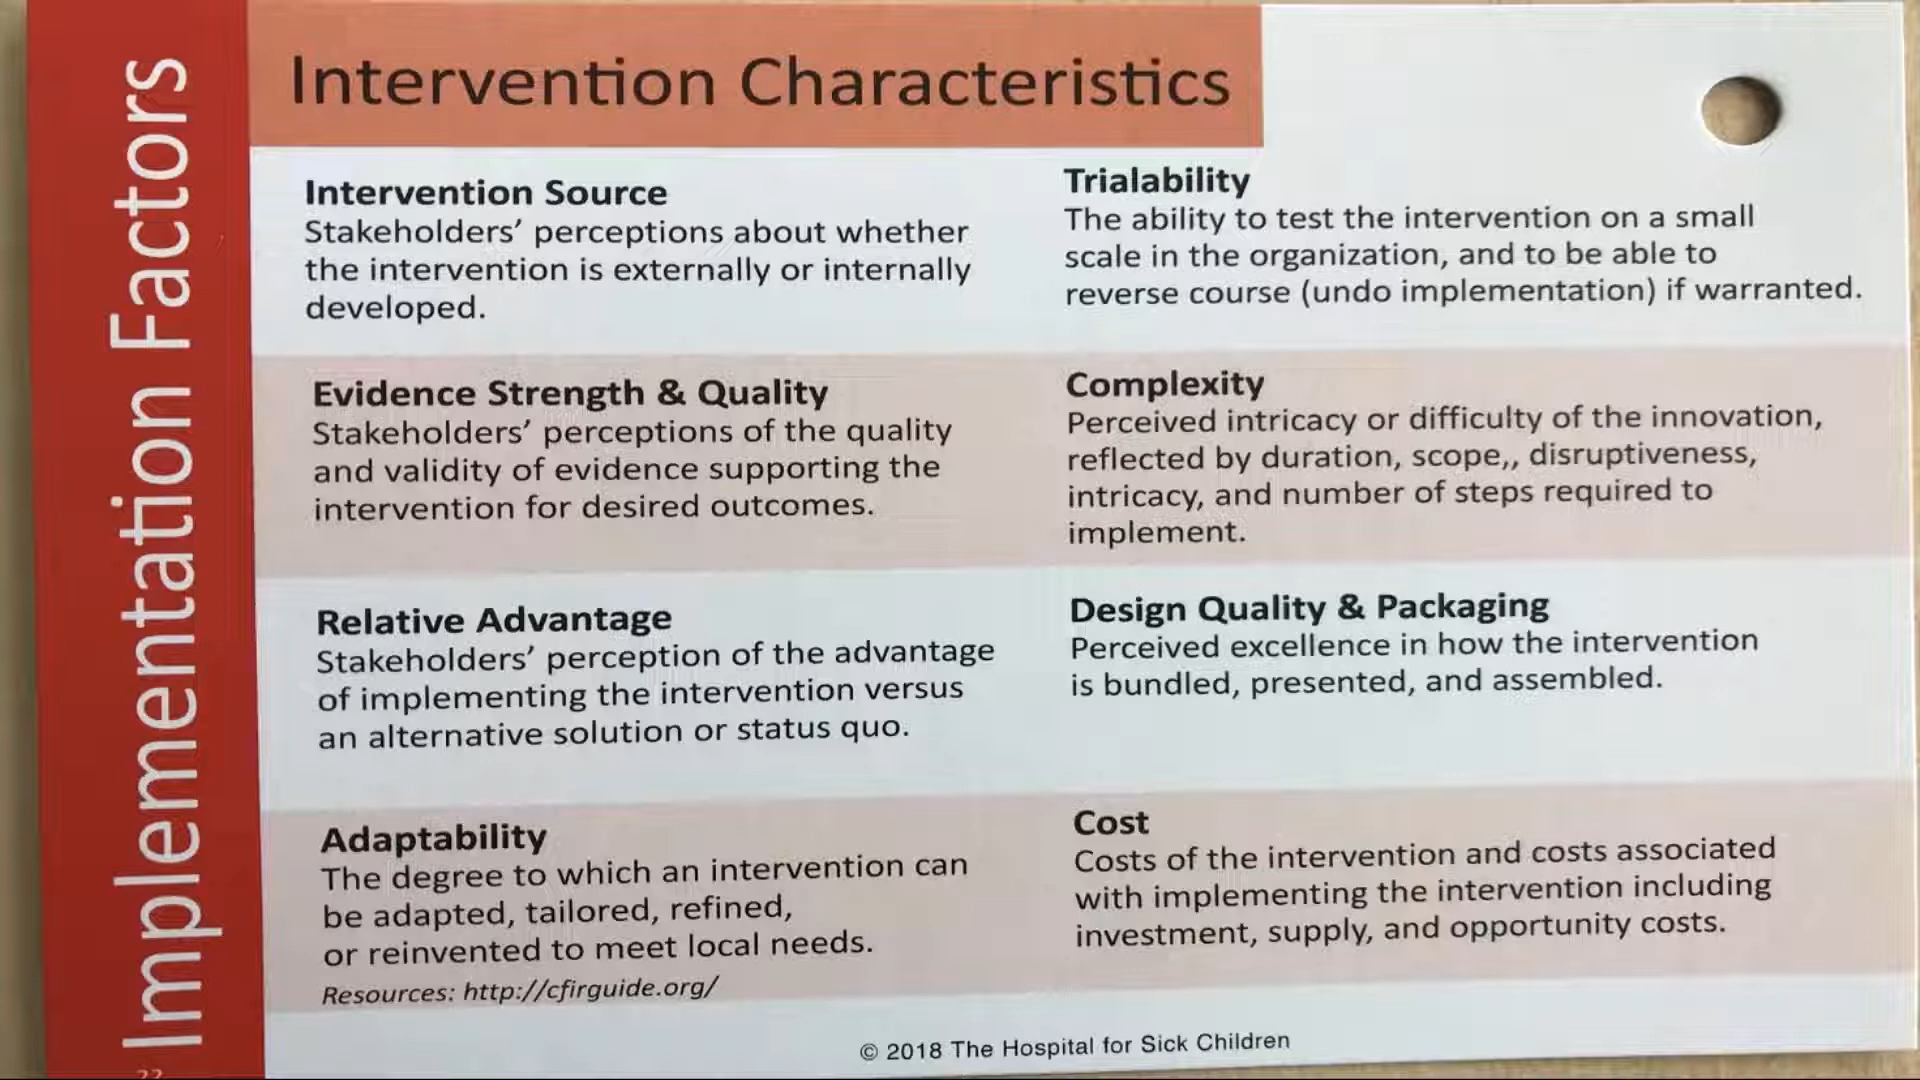 Implementation Factors
Intervention Characteristics
Intervention Source
Stakeholders’ perceptions about whether
the intervention is externally or internally
developed.
Evidence Strength & Quality
Stakeholders’ perceptions of the quality
and validity of evidence supporting the
intervention for desired outcomes.
Relative Advantage
Stakeholders’ perception of the advantage
of implementing the intervention versus
an alternative solution or status quo.
Adaptability
The degree to which an intervention can
be adapted, tailored, refined,
or reinvented to meet local needs.
Resources: http://cfirguide.org/
Trialability
The ability to test the intervention on a small
scale in the organization, and to be able to
reverse course (undo implementation) if warranted.
Complexity
Perceived intricacy or difficulty of the innovation,
reflected by duration, scope,, disruptiveness,
intricacy, and number of steps required to
implement.
Design Quality & Packaging
Perceived excellence in how the intervention
is bundled, presented, and assembled.
Cost
Costs of the intervention and costs associated
with implementing the intervention including
investment, supply, and opportunity costs.
© 2018 The Hospital for Sick Children